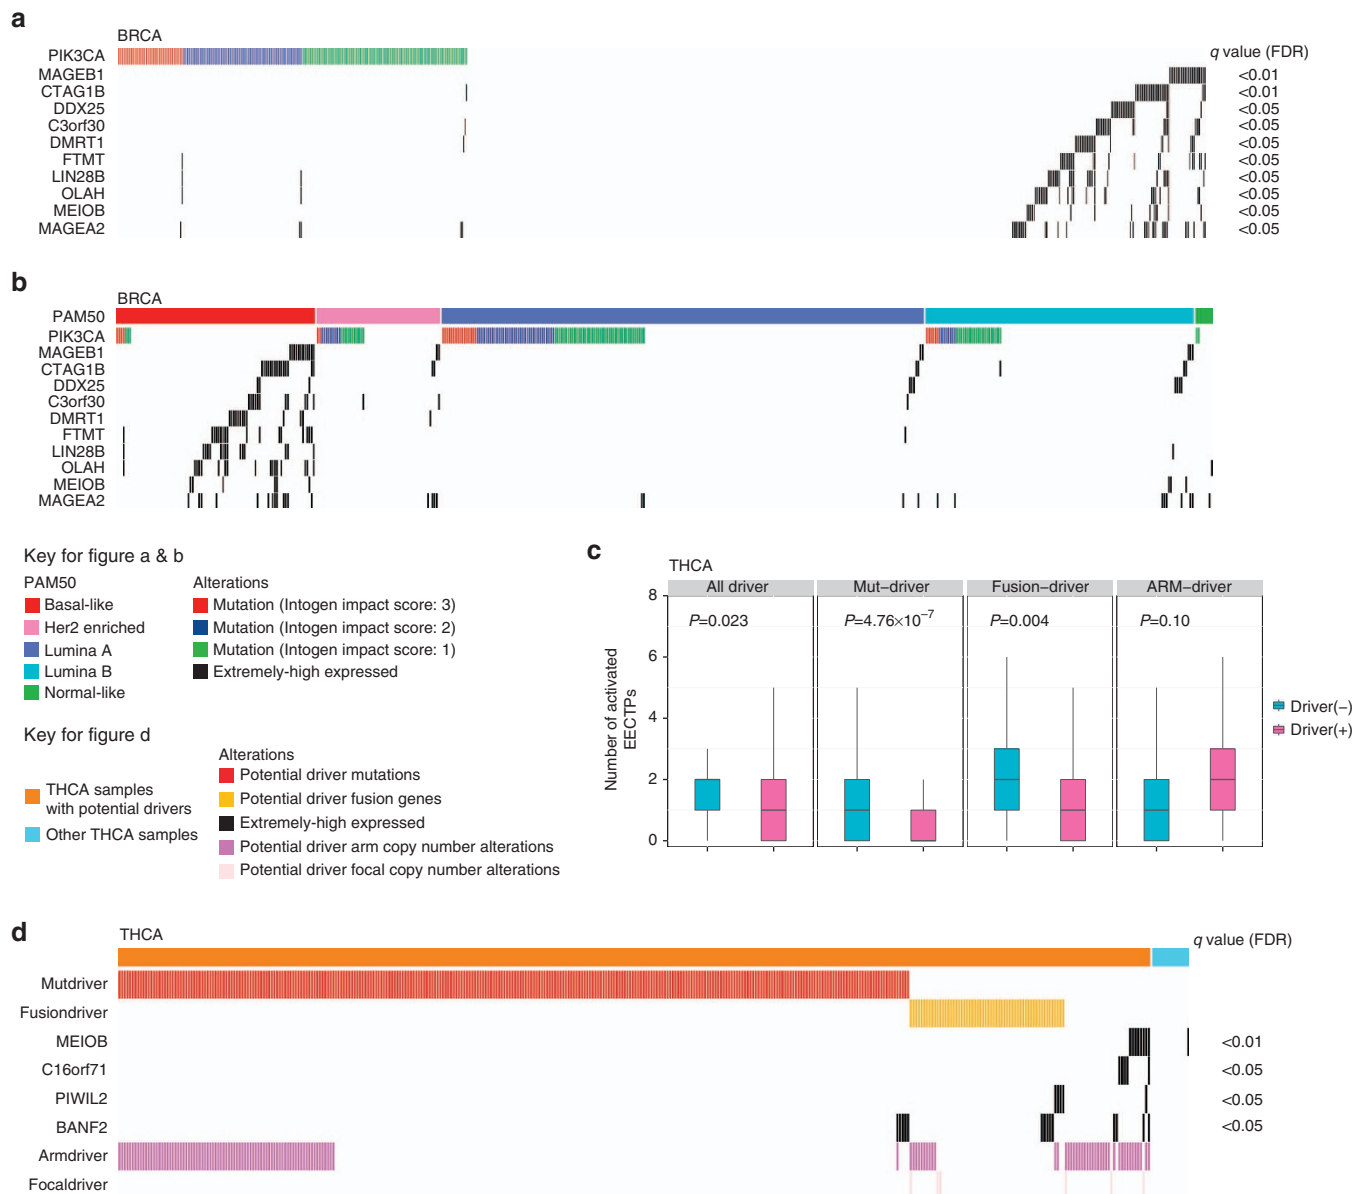 a
BRCA
q value (FDR)
PIK3CA
MAGEB1 <0.01
CTAG1B <0.01
DDX25 <0.05
C3orf30 <0.05
DMRT1 <0.05
FTMT <0.05
LIN28B <0.05
OLAH <0.05
MEIOB <0.05
MAGEA2 <0.05
b
BRCA
PAM50
PIK3CA
MAGEB1
CTAG1B
DDX25
C3orf30
DMRT1
FTMT
LIN28B
OLAH
MEIOB
MAGEA2
Key for figure a & b
PAM50
Basal-like
Her2 enriched
Lumina A
Lumina B
Normal-like
Alterations
Mutation (Intogen impact score: 3)
Mutation (Intogen impact score: 2)
Mutation (Intogen impact score: 1)
Extremely-high expressed
Key for figure d
THCA samples
with potential drivers
Other THCA samples
Alterations
Potential driver mutations
Potential driver fusion genes
Extremely-high expressed
Potential driver arm copy number alterations
Potential driver focal copy number alterations
c
THCA
All driver Mut–driver Fusion–driver ARM–driver
P=0.023 P=4.76×10⁻⁷ P=0.004 P=0.10
Number of activated
EECTPs
8
6
4
2
0
Driver(−)
Driver(+)
d
THCA
q value (FDR)
Mutdriver
Fusiondriver
MEIOB <0.01
C16orf71 <0.05
PIWIL2 <0.05
BANF2 <0.05
Armdriver
Focaldriver